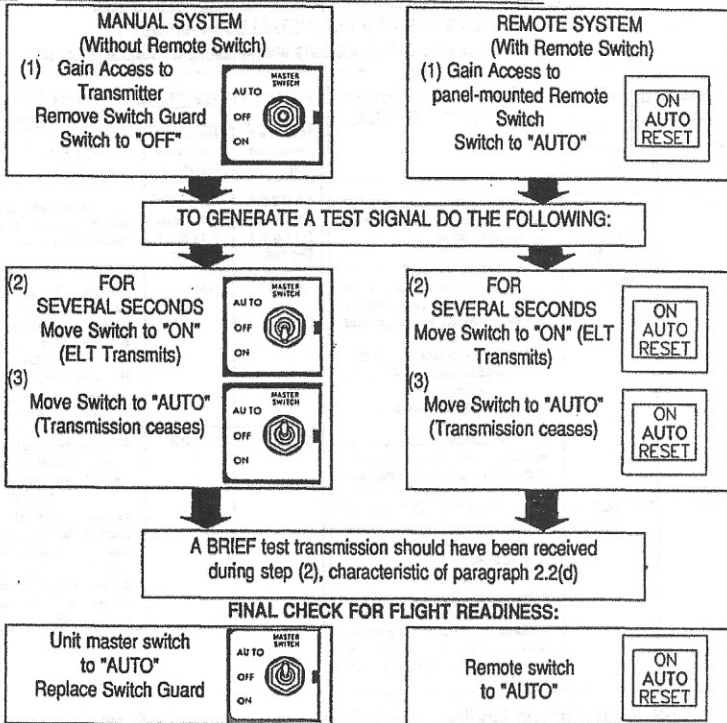 MANUAL SYSTEM
(Without Remote Switch)
(1) Gain Access to
Transmitter
Remove Switch Guard
Switch to "OFF"
MASTER
SWITCH
AUTO
OFF
ON
REMOTE SYSTEM
(With Remote Switch)
(1) Gain Access to
panel-mounted Remote
Switch
Switch to "AUTO"
ON
AUTO
RESET
TO GENERATE A TEST SIGNAL DO THE FOLLOWING:
(2) FOR
SEVERAL SECONDS
Move Switch to "ON"
(ELT Transmits)
MASTER
SWITCH
AUTO
OFF
ON
(3)
Move Switch to "AUTO"
(Transmission ceases)
MASTER
SWITCH
AUTO
OFF
ON
(2) FOR
SEVERAL SECONDS
Move Switch to "ON" (ELT
Transmits)
ON
AUTO
RESET
(3)
Move Switch to "AUTO"
(Transmission ceases)
ON
AUTO
RESET
A BRIEF test transmission should have been received
during step (2), characteristic of paragraph 2.2(d)
FINAL CHECK FOR FLIGHT READINESS:
Unit master switch
to "AUTO"
Replace Switch Guard
MASTER
SWITCH
AUTO
OFF
ON
Remote switch
to "AUTO"
ON
AUTO
RESET